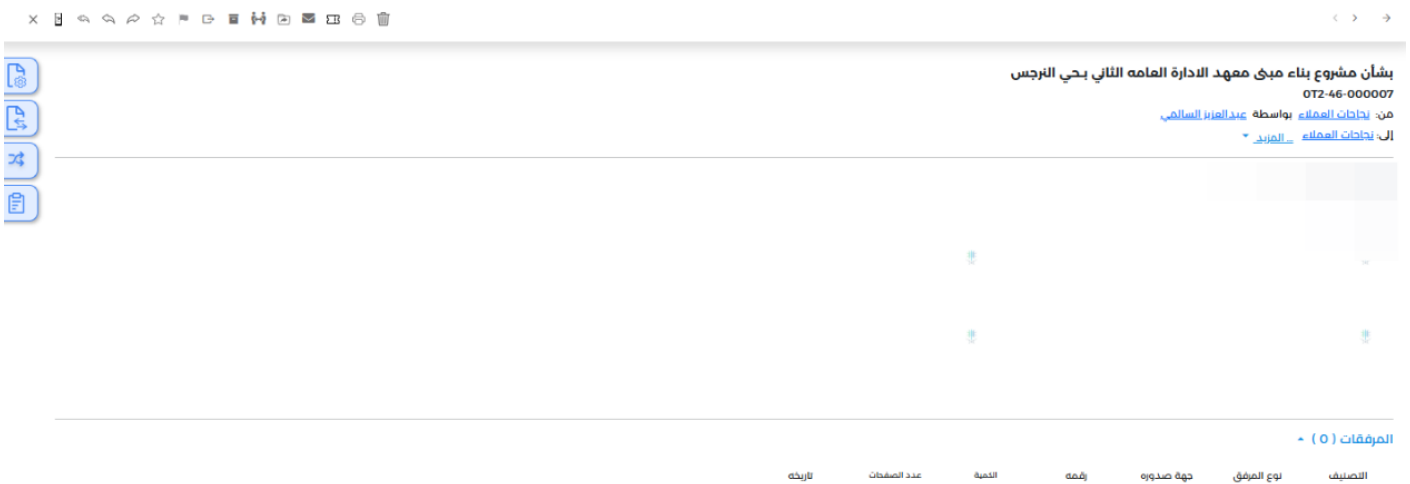 بشأن مشروع بناء مبنى معهد الادارة العامه الثاني بحي النرجس
OT2-46-000007
من: نجاحات العملاء بواسطة عبدالعزيز السالمي
إلى: نجاحات العملاء ... المزيد
المرفقات ( 0 )
التصنيف نوع المرفق جهة صدوره رقمه الكمية عدد الصفحات تاريخه